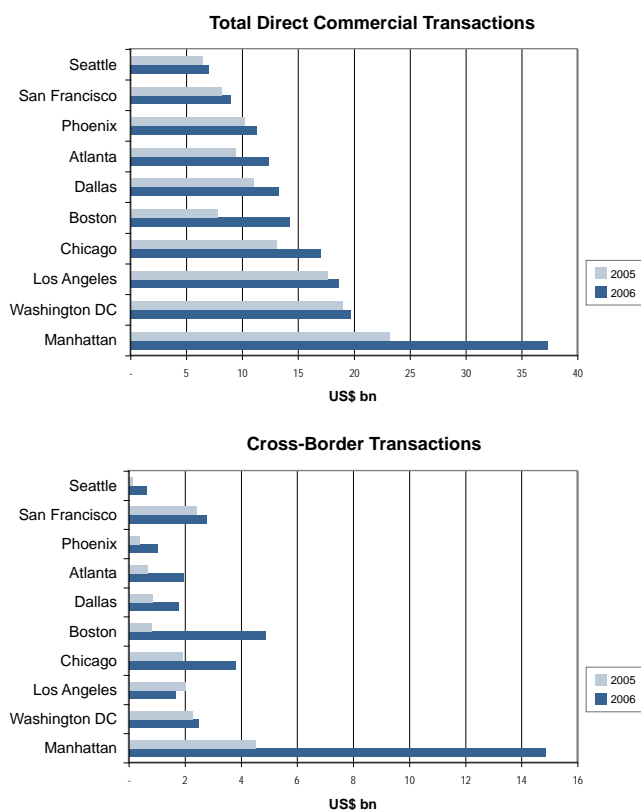 Total Direct Commercial Transactions
Seattle
San Francisco
Phoenix
Atlanta
Dallas
Boston
Chicago
Los Angeles
Washington DC
Manhattan
2005
2006
- 5 10 15 20 25 30 35 40
US$ bn
Cross-Border Transactions
Seattle
San Francisco
Phoenix
Atlanta
Dallas
Boston
Chicago
Los Angeles
Washington DC
Manhattan
2005
2006
- 2 4 6 8 10 12 14 16
US$ bn